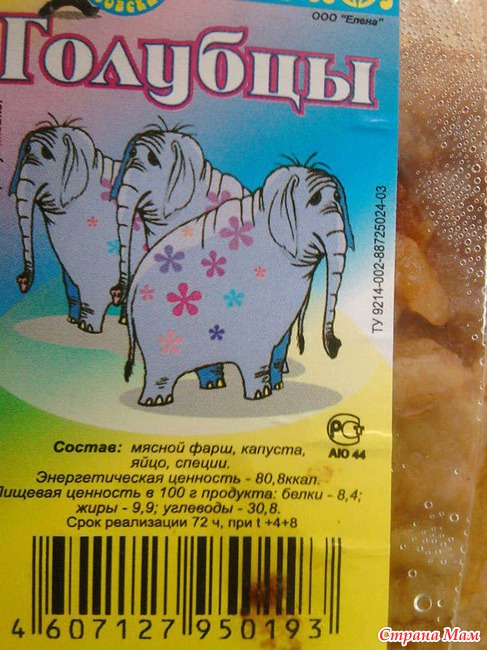 ООО "Елена"
Голубцы
ТУ 9214-002-88725024-03
РСТ
АЮ 44
Состав: мясной фарш, капуста,
яйцо, специи.
Энергетическая ценность - 80,8ккал.
Пищевая ценность в 100 г продукта: белки - 8,4;
жиры - 9,9; углеводы - 30,8.
Срок реализации 72 ч, при t +4+8
4 607127 950193
Страна Мам